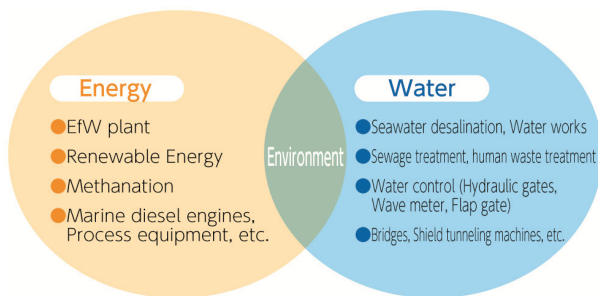 Energy
●EfW plant
●Renewable Energy
●Methanation
●Marine diesel engines,
Process equipment, etc.
Environment
Water
●Seawater desalination, Water works
●Sewage treatment, human waste treatment
●Water control (Hydraulic gates,
Wave meter, Flap gate)
●Bridges, Shield tunneling machines, etc.